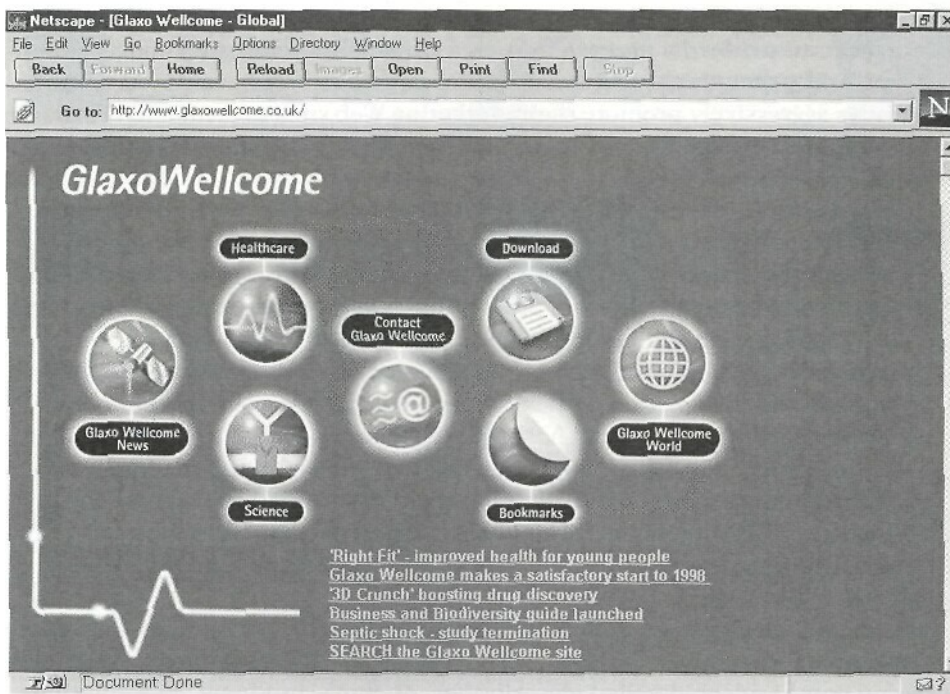 Netscape - [Glaxo Wellcome - Global]
File Edit View Go Bookmarks Options Directory Window Help
Back Forward Home Reload Images Open Print Find Stop
Go to: http://www.glaxowellcome.co.uk/
N
GlaxoWellcome
Healthcare
Download
Contact
Glaxo Wellcome
Glaxo Wellcome
News
Glaxo Wellcome
World
Science
Bookmarks
'Right Fit' - improved health for young people
Glaxo Wellcome makes a satisfactory start to 1998
'3D Crunch' boosting drug discovery
Business and Biodiversity guide launched
Septic shock - study termination
SEARCH the Glaxo Wellcome site
Document Done